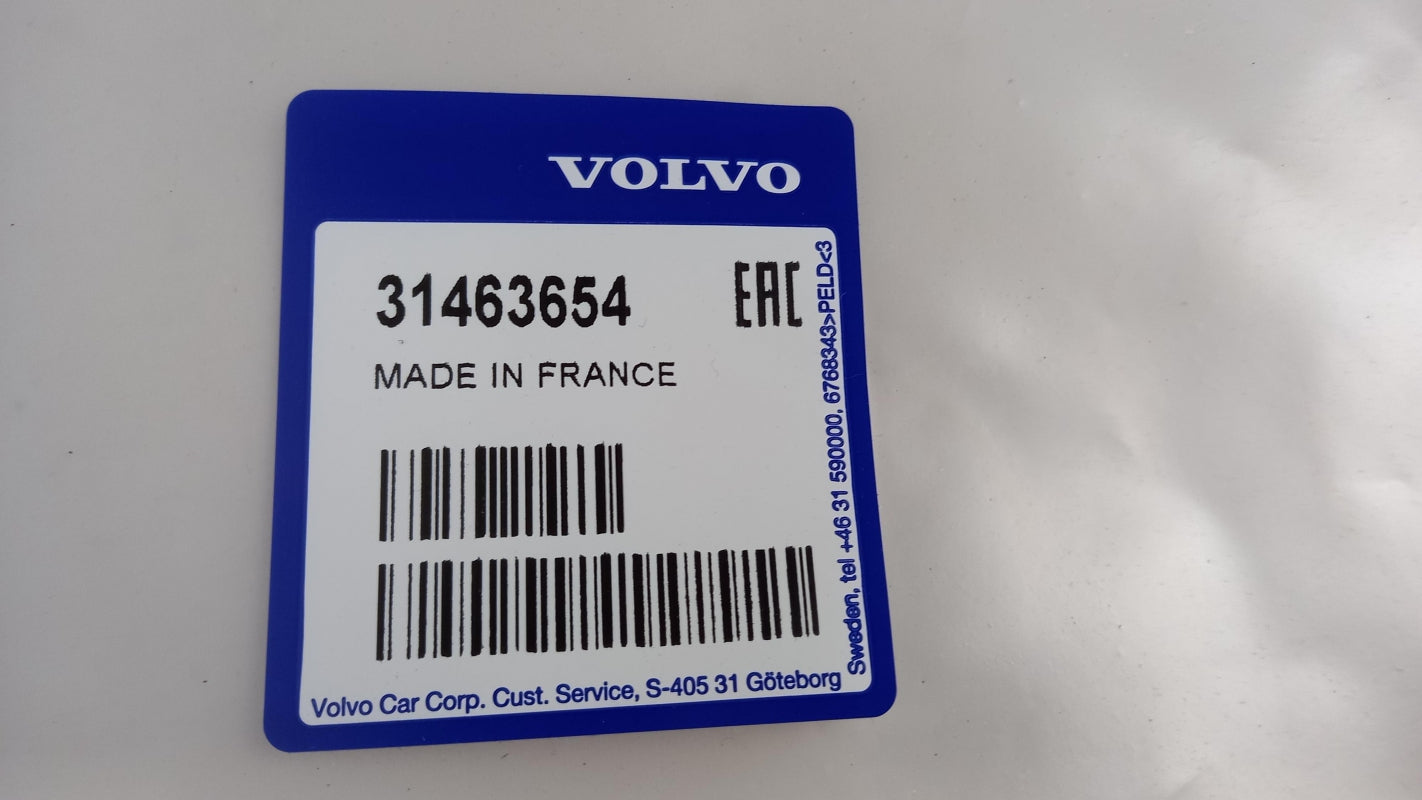 VOLVO
31463654
EAC
MADE IN FRANCE
Volvo Car Corp. Cust. Service, S-405 31 Göteborg
Sweden, tel +46 31 590000, 6768343>PELD<3